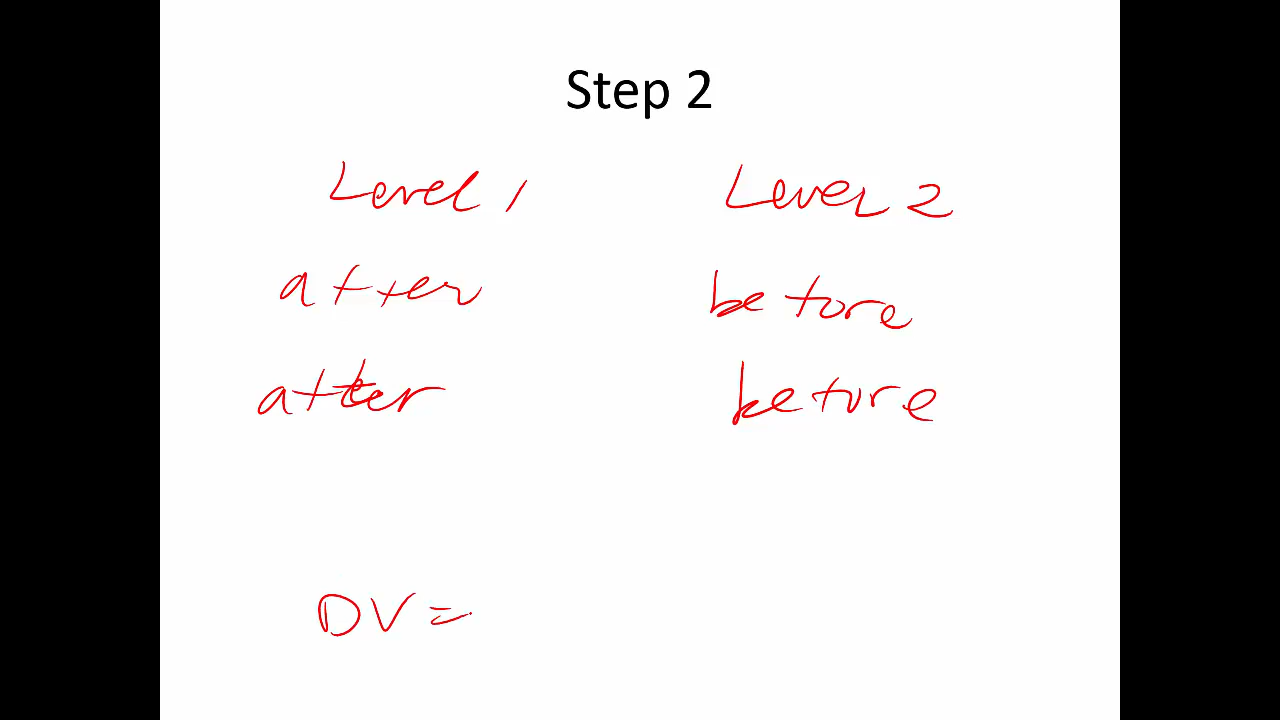 Step 2
Level 1 Level 2
after before
after before
DV =